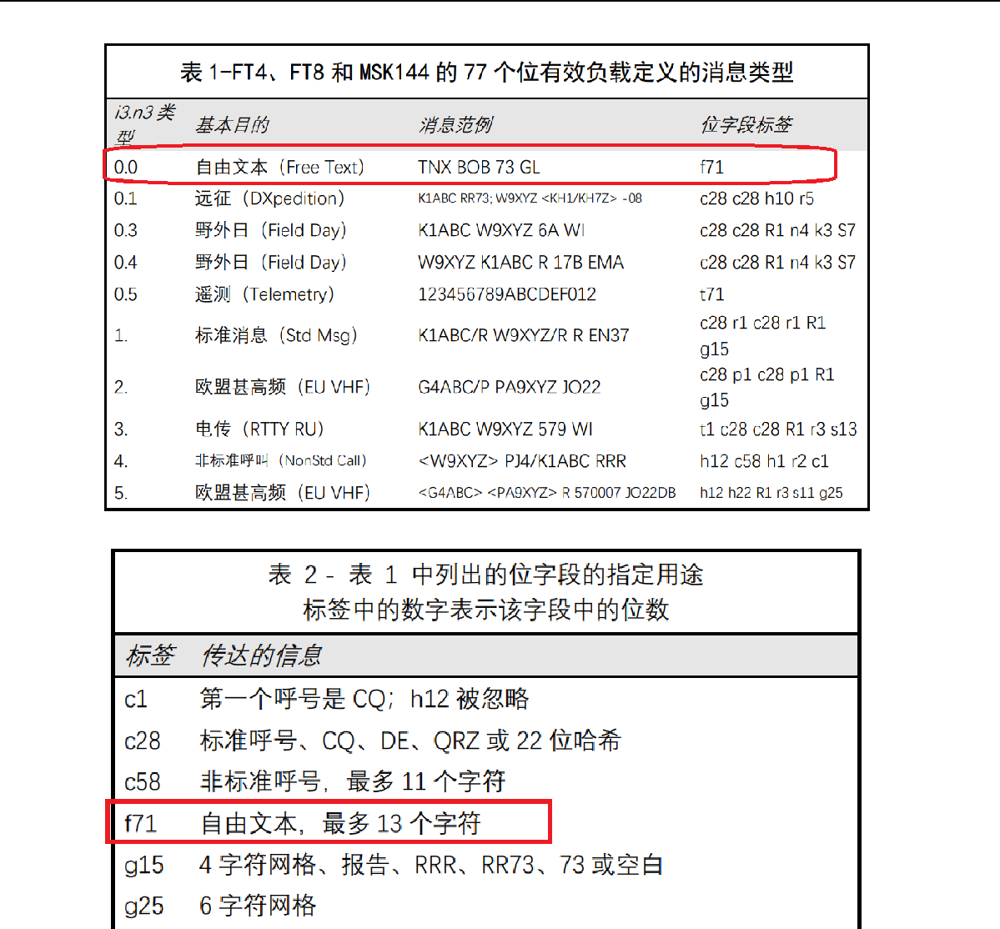 表 1-FT4、FT8 和 MSK144 的 77 个位有效负载定义的消息类型
i3.n3 类型 基本目的 消息范例 位字段标签
0.0 自由文本（Free Text） TNX BOB 73 GL f71
0.1 远征（DXpedition） K1ABC RR73; W9XYZ <KH1/KH7Z> -08 c28 c28 h10 r5
0.3 野外日（Field Day） K1ABC W9XYZ 6A WI c28 c28 R1 n4 k3 S7
0.4 野外日（Field Day） W9XYZ K1ABC R 17B EMA c28 c28 R1 n4 k3 S7
0.5 遥测（Telemetry） 123456789ABCDEF012 t71
1. 标准消息（Std Msg） K1ABC/R W9XYZ/R R EN37 c28 r1 c28 r1 R1 g15
2. 欧盟甚高频（EU VHF） G4ABC/P PA9XYZ JO22 c28 p1 c28 p1 R1 g15
3. 电传（RTTY RU） K1ABC W9XYZ 579 WI t1 c28 c28 R1 r3 s13
4. 非标准呼叫（NonStd Call） <W9XYZ> PJ4/K1ABC RRR h12 c58 h1 r2 c1
5. 欧盟甚高频（EU VHF） <G4ABC> <PA9XYZ> R 570007 JO22DB h12 h22 R1 r3 s11 g25
表 2 - 表 1 中列出的位字段的指定用途
标签中的数字表示该字段中的位数
标签 传达的信息
c1 第一个呼号是 CQ；h12 被忽略
c28 标准呼号、CQ、DE、QRZ 或 22 位哈希
c58 非标准呼号，最多 11 个字符
f71 自由文本，最多 13 个字符
g15 4 字符网格、报告、RRR、RR73、73 或空白
g25 6 字符网格